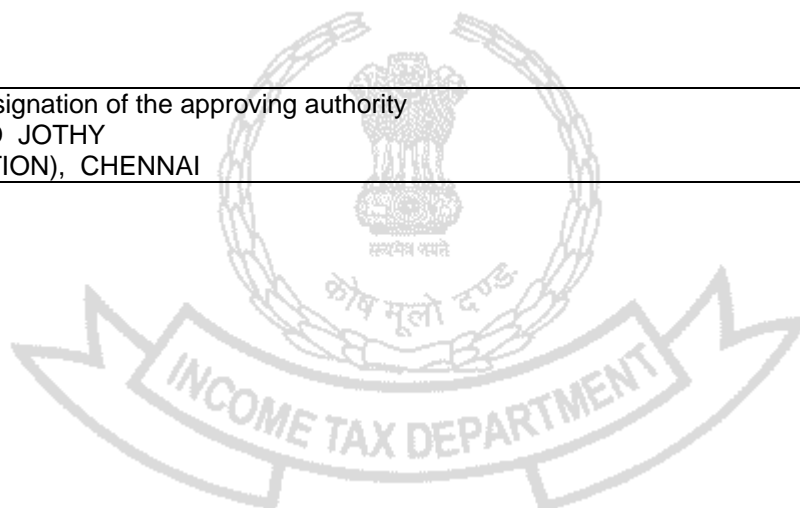 signation of the approving authority
JOTHY
TION), CHENNAI
सत्यमेव जयते
कोष मूलो दण्डः
INCOME TAX DEPARTMENT